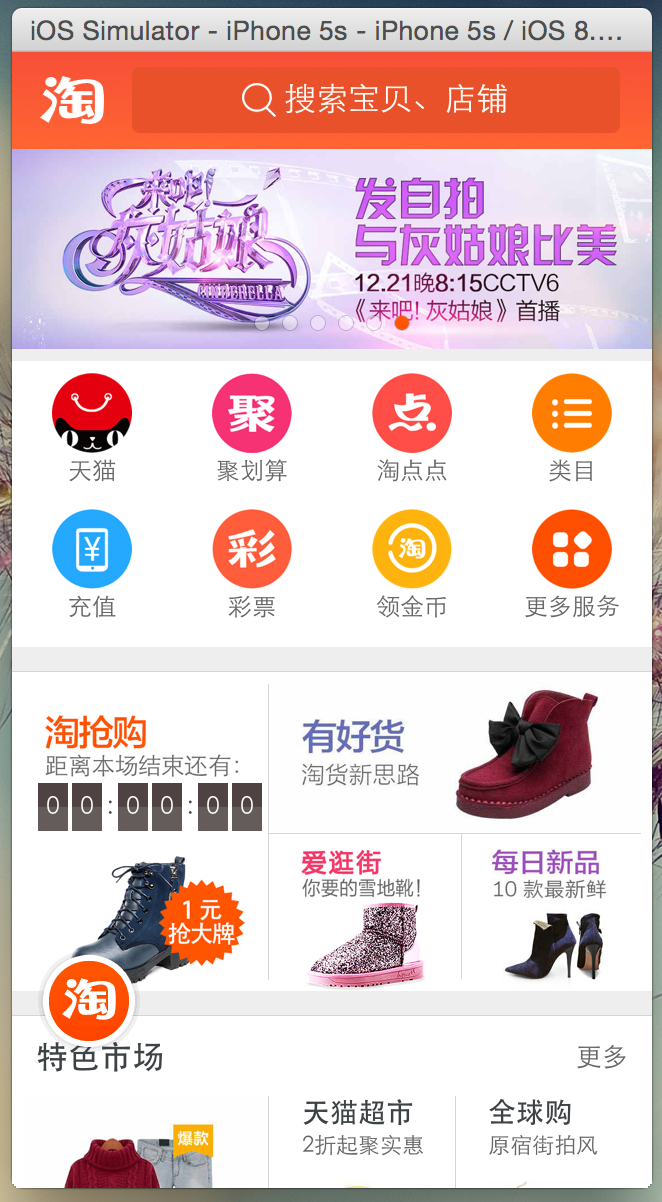 iOS Simulator - iPhone 5s - iPhone 5s / iOS 8....
淘
搜索宝贝、店铺
来吧!
灰·姑娘
CINDERELLA
发自拍
与灰姑娘比美
12.21晚8:15CCTV6
《来吧! 灰姑娘》首播
聚
点
天猫
聚划算
淘点点
类目
¥
彩
淘
充值
彩票
领金币
更多服务
淘抢购
距离本场结束还有:
00:00:00
1 元
抢大牌
有好货
淘货新思路
爱逛街
你要的雪地靴!
每日新品
10 款最新鲜
淘
特色市场
更多
爆款
天猫超市
2折起聚实惠
全球购
原宿街拍风